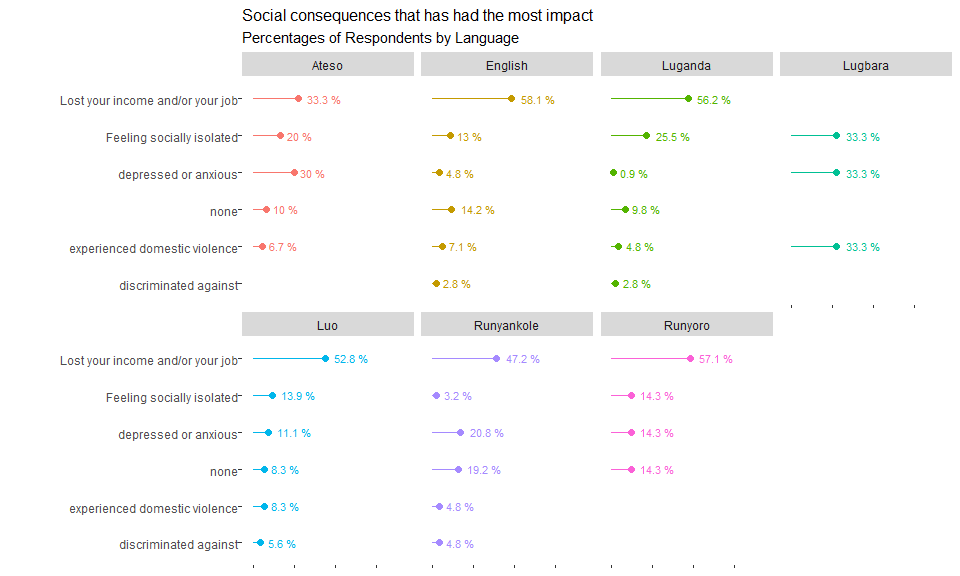 Social consequences that has had the most impact
Percentages of Respondents by Language
Ateso English Luganda Lugbara
Lost your income and/or your job 33.3 % 58.1 % 56.2 %
Feeling socially isolated 20 % 13 % 25.5 % 33.3 %
depressed or anxious 30 % 4.8 % 0.9 % 33.3 %
none 10 % 14.2 % 9.8 %
experienced domestic violence 6.7 % 7.1 % 4.8 % 33.3 %
discriminated against 2.8 % 2.8 %
Luo Runyankole Runyoro
Lost your income and/or your job 52.8 % 47.2 % 57.1 %
Feeling socially isolated 13.9 % 3.2 % 14.3 %
depressed or anxious 11.1 % 20.8 % 14.3 %
none 8.3 % 19.2 % 14.3 %
experienced domestic violence 8.3 % 4.8 %
discriminated against 5.6 % 4.8 %